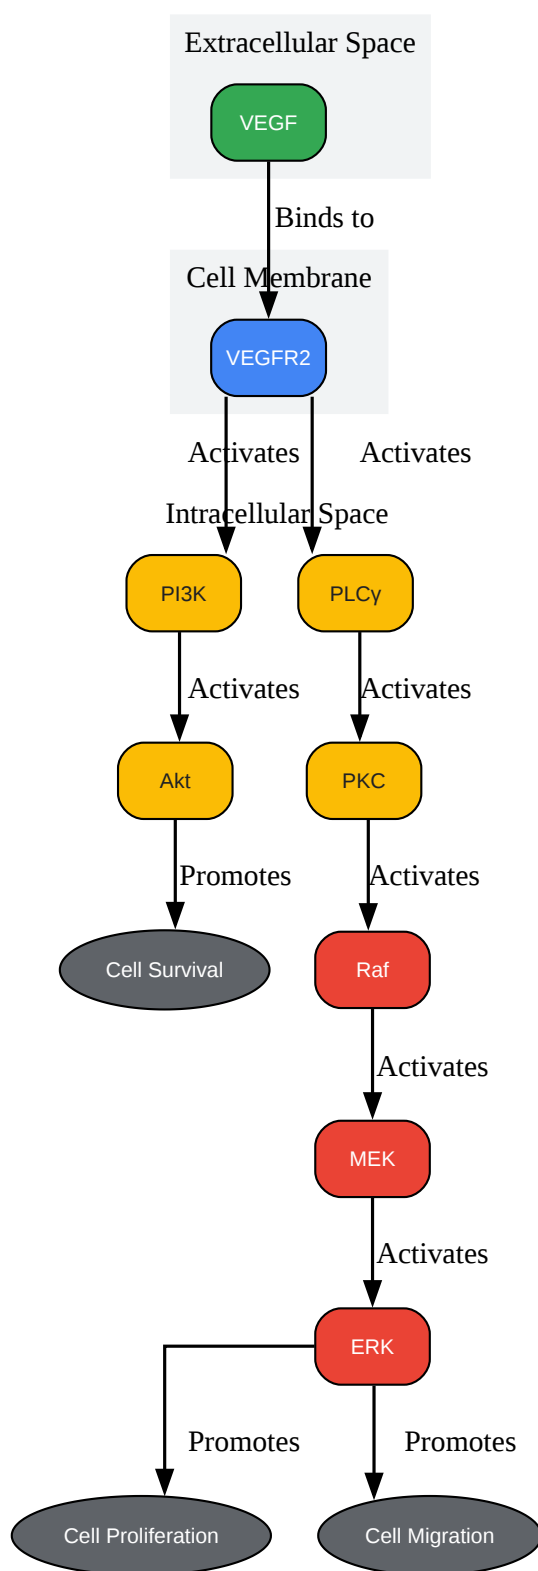 Extracellular Space
VEGF
Binds to
Cell Membrane
VEGFR2
Activates
Activates
Intracellular Space
PI3K
PLCγ
Activates
Activates
Akt
PKC
Promotes
Activates
Cell Survival
Raf
Activates
MEK
Activates
ERK
Promotes
Promotes
Cell Proliferation
Cell Migration